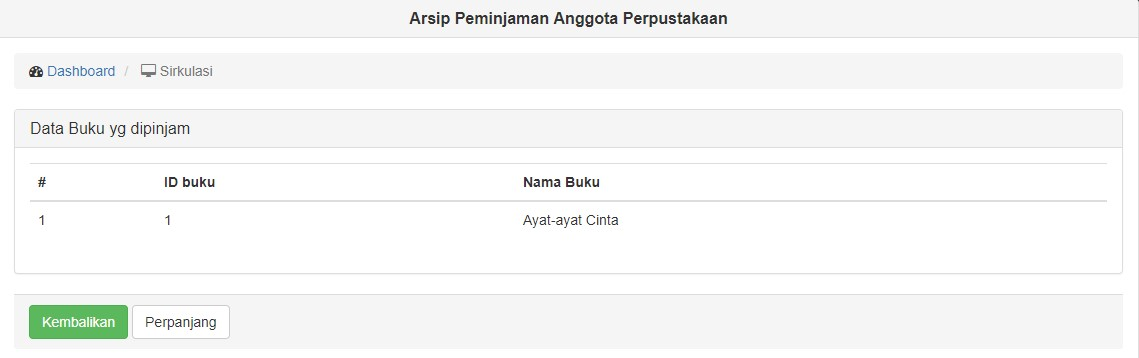 Arsip Peminjaman Anggota Perpustakaan
Dashboard / Sirkulasi
Data Buku yg dipinjam
# ID buku Nama Buku
1 1 Ayat-ayat Cinta
Kembalikan Perpanjang